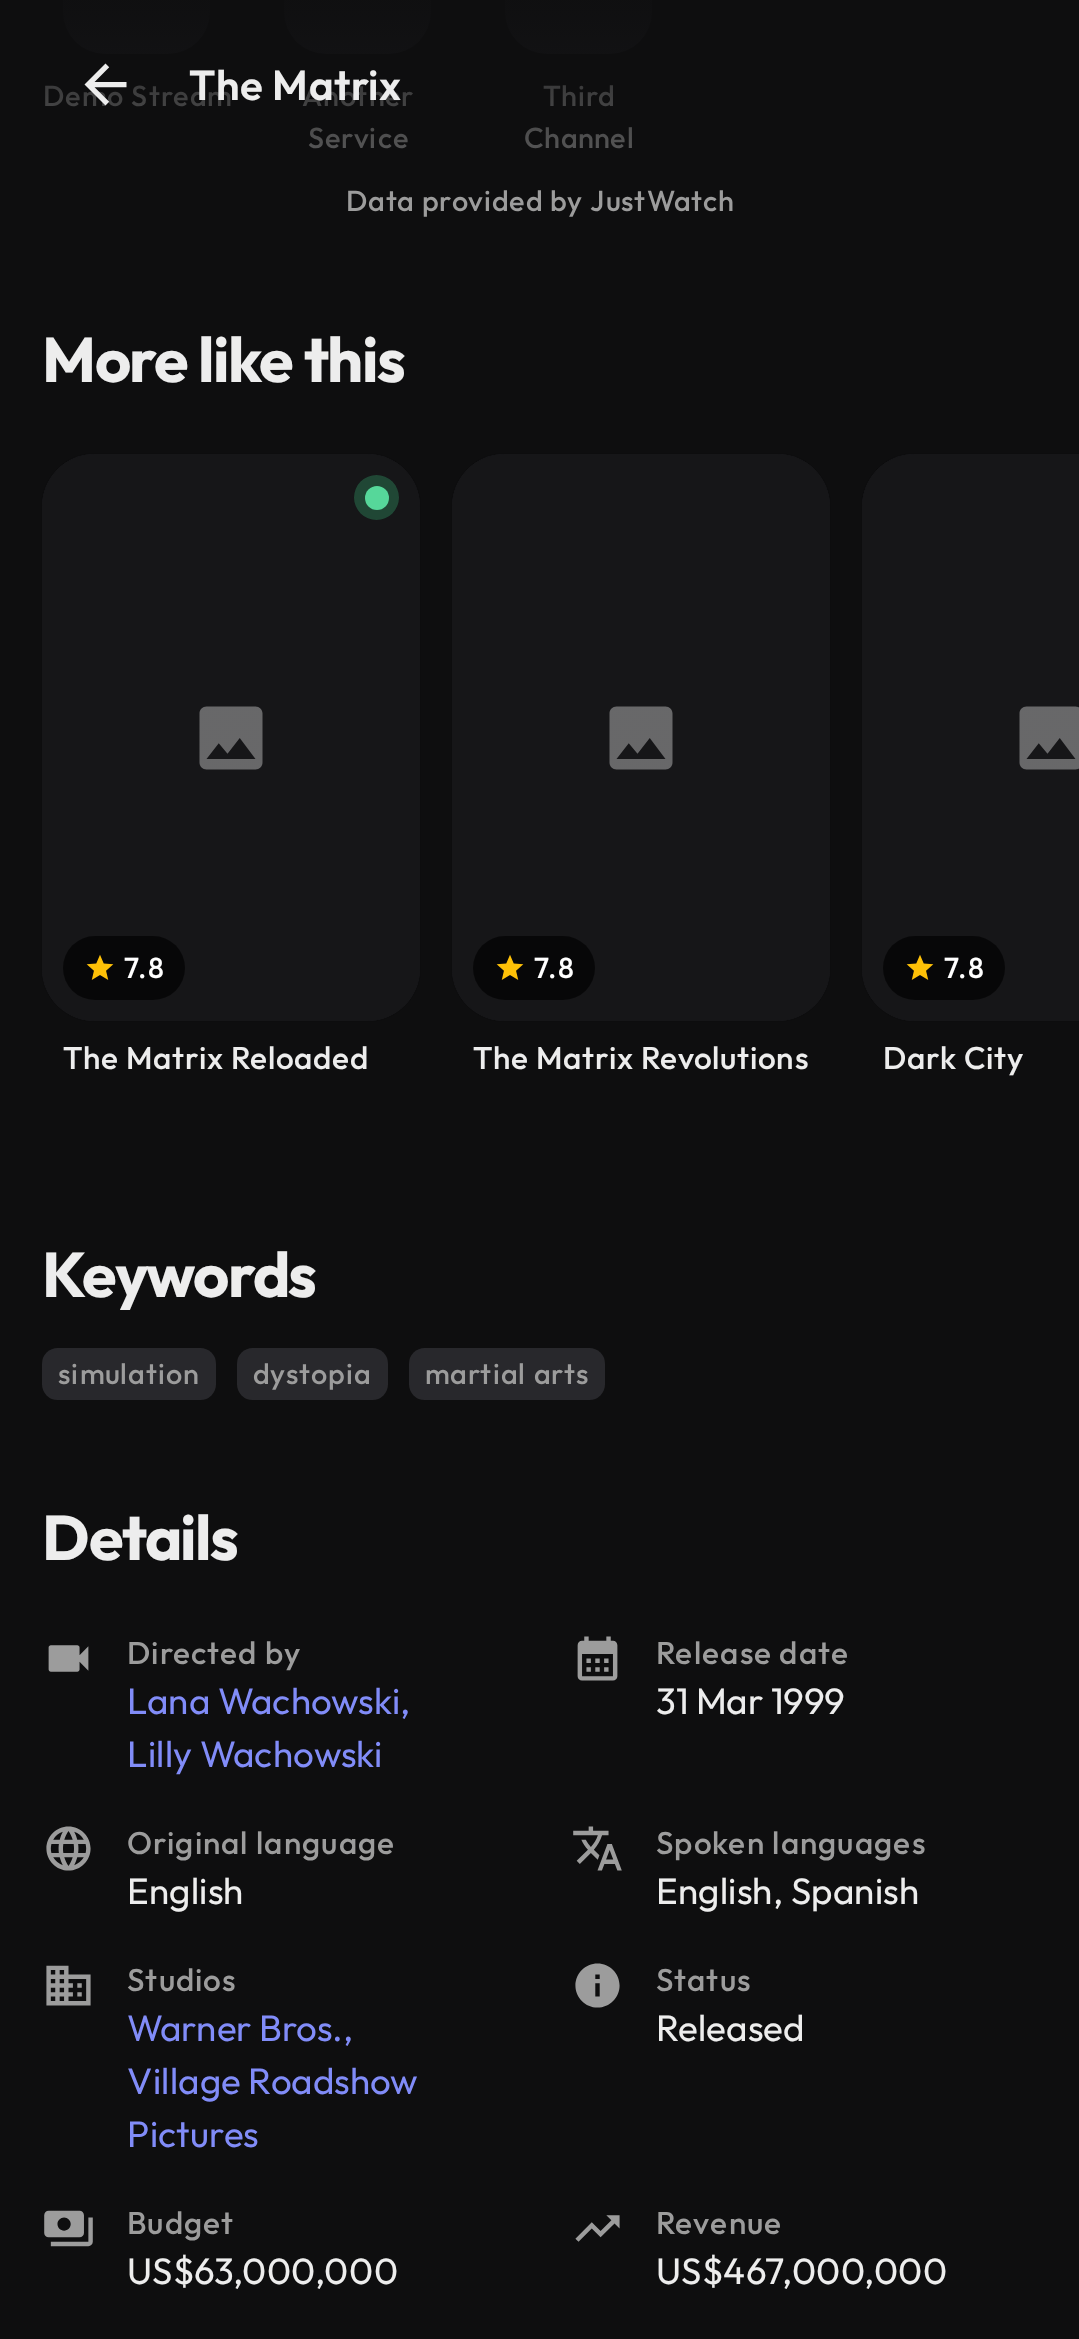 The Matrix
Demo Stream
Another
Service
Third
Channel
Data provided by JustWatch
More like this
7.8
7.8
7.8
The Matrix Reloaded
The Matrix Revolutions
Dark City
Keywords
simulation
dystopia
martial arts
Details
Directed by
Lana Wachowski,
Lilly Wachowski
Release date
31 Mar 1999
Original language
English
Spoken languages
English, Spanish
Studios
Warner Bros.,
Village Roadshow
Pictures
Status
Released
Budget
US$63,000,000
Revenue
US$467,000,000